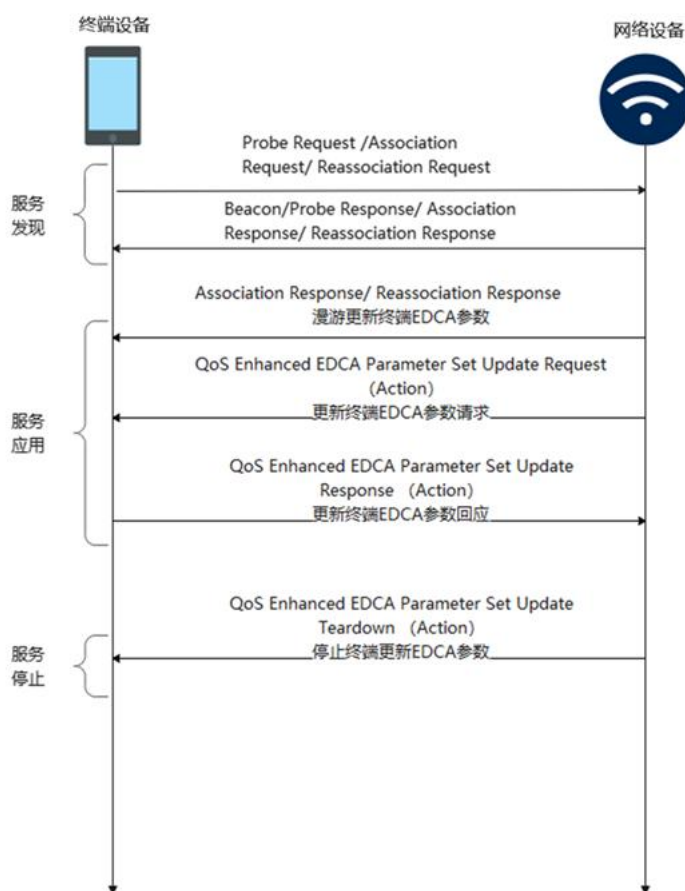 终端设备
网络设备
Probe Request /Association
Request/ Reassociation Request
服务
发现
Beacon/Probe Response/ Association
Response/ Reassociation Response
Association Response/ Reassociation Response
漫游更新终端EDCA参数
QoS Enhanced EDCA Parameter Set Update Request
（Action）
更新终端EDCA参数请求
服务
应用
QoS Enhanced EDCA Parameter Set Update
Response （Action）
更新终端EDCA参数回应
QoS Enhanced EDCA Parameter Set Update
Teardown （Action）
停止终端更新EDCA参数
服务
停止